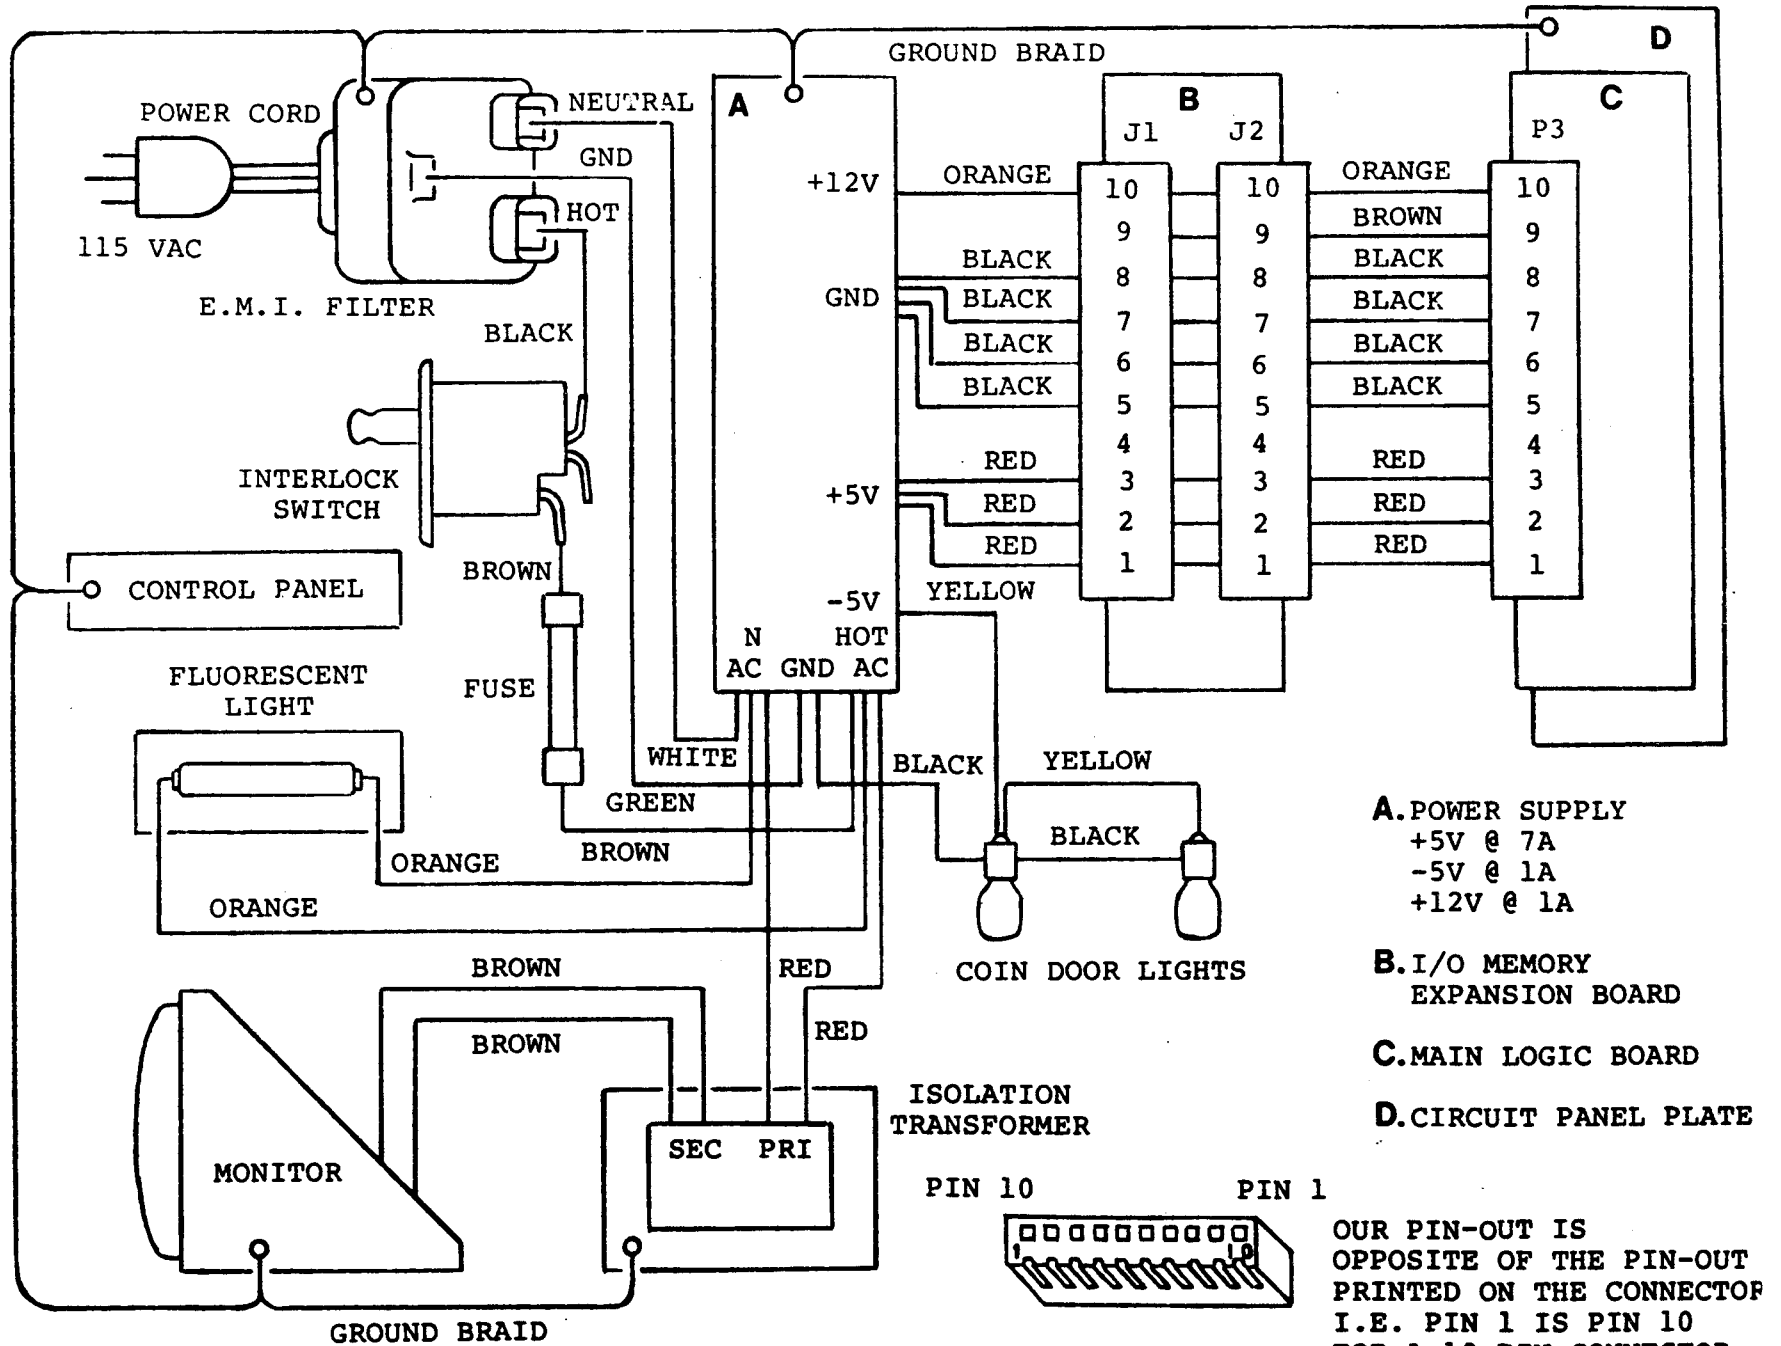 GROUND BRAID
D
A
B
C
POWER CORD
NEUTRAL
J1 J2
P3
GND
+12V
ORANGE
ORANGE
10 10 10
HOT
BROWN
9 9 9
115 VAC
BLACK
BLACK
8 8 8
E.M.I. FILTER
GND
BLACK
BLACK
7 7 7
BLACK
BLACK
BLACK
6 6 6
BLACK
BLACK
5 5 5
4 4 4
INTERLOCK
SWITCH
RED
RED
3 3 3
+5V
RED
RED
2 2 2
RED
RED
1 1 1
BROWN
CONTROL PANEL
-5V
YELLOW
N HOT
AC GND AC
FLUORESCENT
LIGHT
FUSE
WHITE
BLACK
YELLOW
GREEN
BLACK
BROWN
ORANGE
ORANGE
COIN DOOR LIGHTS
A. POWER SUPPLY
+5V @ 7A
-5V @ 1A
+12V @ 1A
B. I/O MEMORY
EXPANSION BOARD
C. MAIN LOGIC BOARD
D. CIRCUIT PANEL PLATE
BROWN
RED
BROWN
RED
ISOLATION
TRANSFORMER
SEC PRI
MONITOR
GROUND BRAID
PIN 10 PIN 1
1 10
OUR PIN-OUT IS
OPPOSITE OF THE PIN-OUT
PRINTED ON THE CONNECTOR
I.E. PIN 1 IS PIN 10